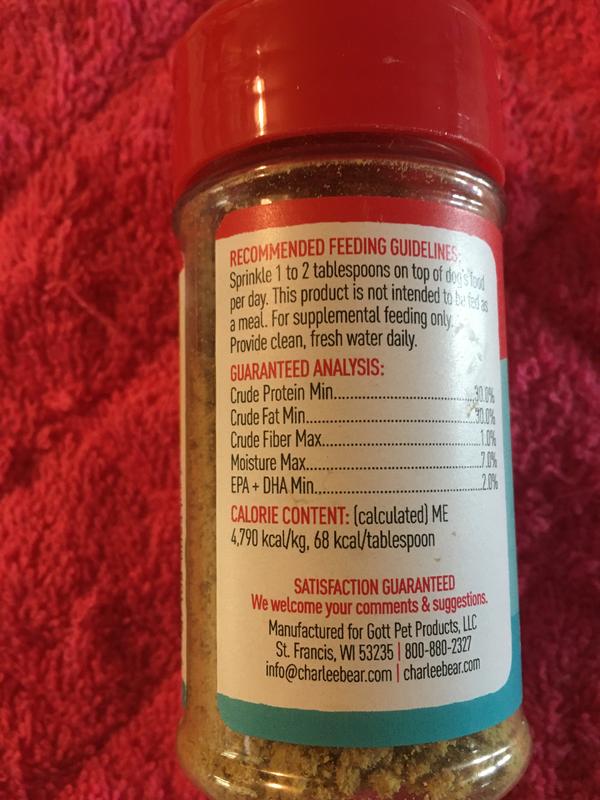 RECOMMENDED FEEDING GUIDELINES:
Sprinkle 1 to 2 tablespoons on top of dog's food
per day. This product is not intended to be fed as
a meal. For supplemental feeding only.
Provide clean, fresh water daily.
GUARANTEED ANALYSIS:
Crude Protein Min.....................................30.0%
Crude Fat Min...........................................30.0%
Crude Fiber Max.........................................1.0%
Moisture Max.............................................7.0%
EPA + DHA Min...........................................2.0%
CALORIE CONTENT: (calculated) ME
4,790 kcal/kg, 68 kcal/tablespoon
SATISFACTION GUARANTEED
We welcome your comments & suggestions.
Manufactured for Gott Pet Products, LLC
St. Francis, WI 53235 | 800-880-2327
info@charleebear.com | charleebear.com